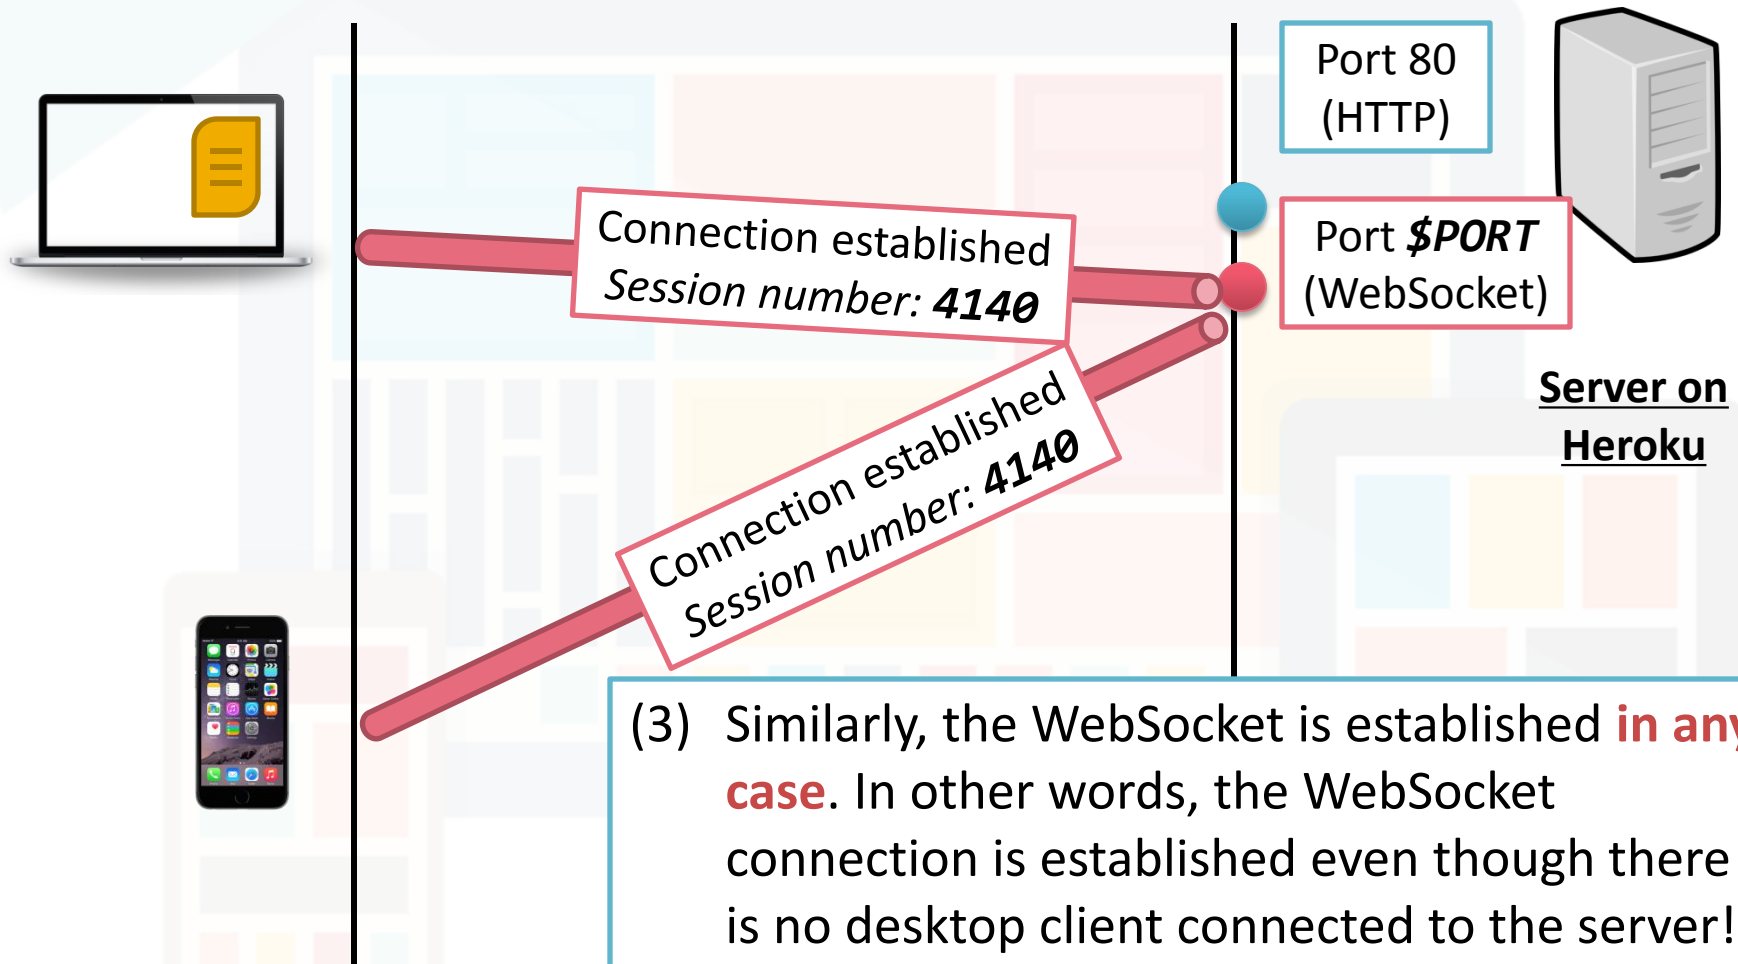 Port 80
(HTTP)
Connection established
Session number: 4140
Port $PORT
(WebSocket)
Server on
Heroku
Connection established
Session number: 4140
(3) Similarly, the WebSocket is established in any
case. In other words, the WebSocket
connection is established even though there
is no desktop client connected to the server!